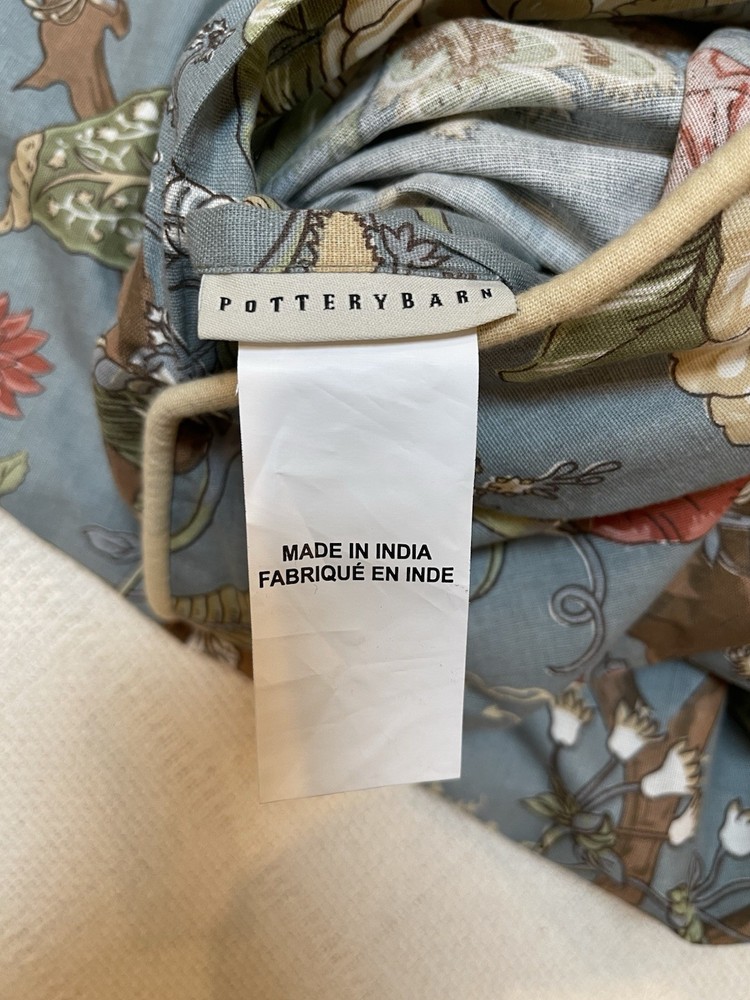 POTTERYBARN
MADE IN INDIA
FABRIQUÉ EN INDE